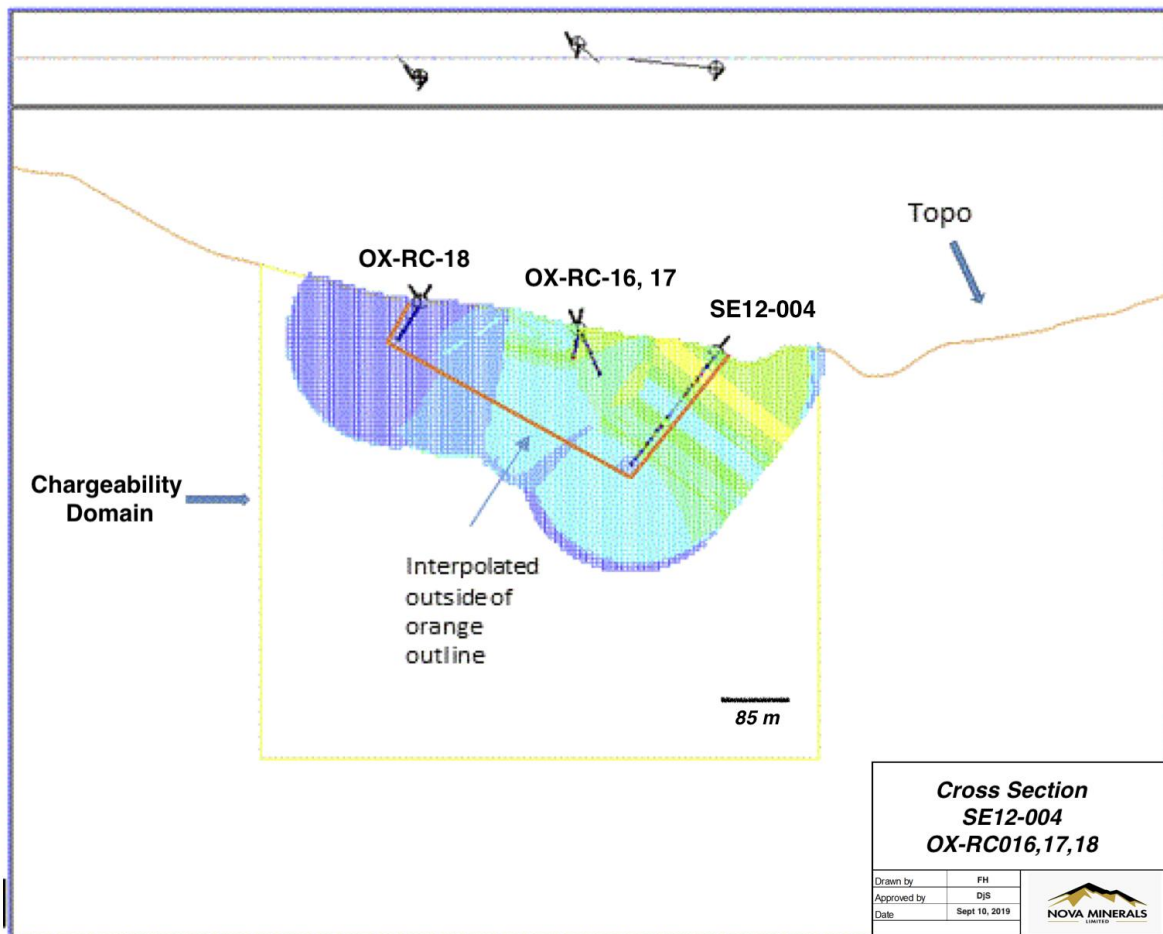 Topo
OX-RC-18
OX-RC-16, 17
SE12-004
Chargeability
Domain
Interpolated
outside of
orange
outline
85 m
Cross Section
SE12-004
OX-RC016,17,18
Drawn by FH
Approved by DjS
Date Sept 10, 2019
NOVA MINERALS
LIMITED